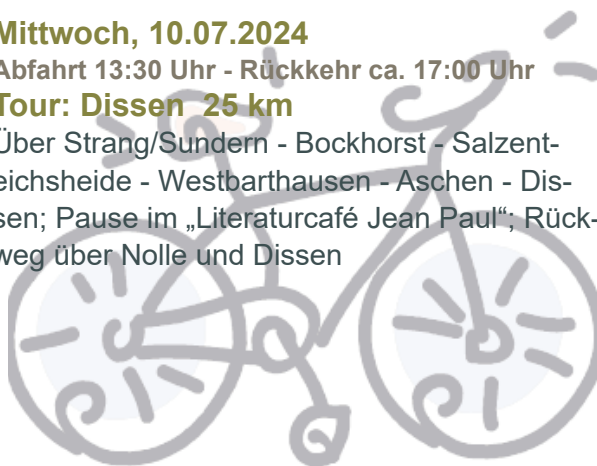 Mittwoch, 10.07.2024
Abfahrt 13:30 Uhr - Rückkehr ca. 17:00 Uhr
Tour: Dissen 25 km
Über Strang/Sundern - Bockhorst - Salzent-
eichsheide - Westbarthausen - Aschen - Dis-
sen; Pause im „Literaturcafé Jean Paul“; Rück-
weg über Nolle und Dissen